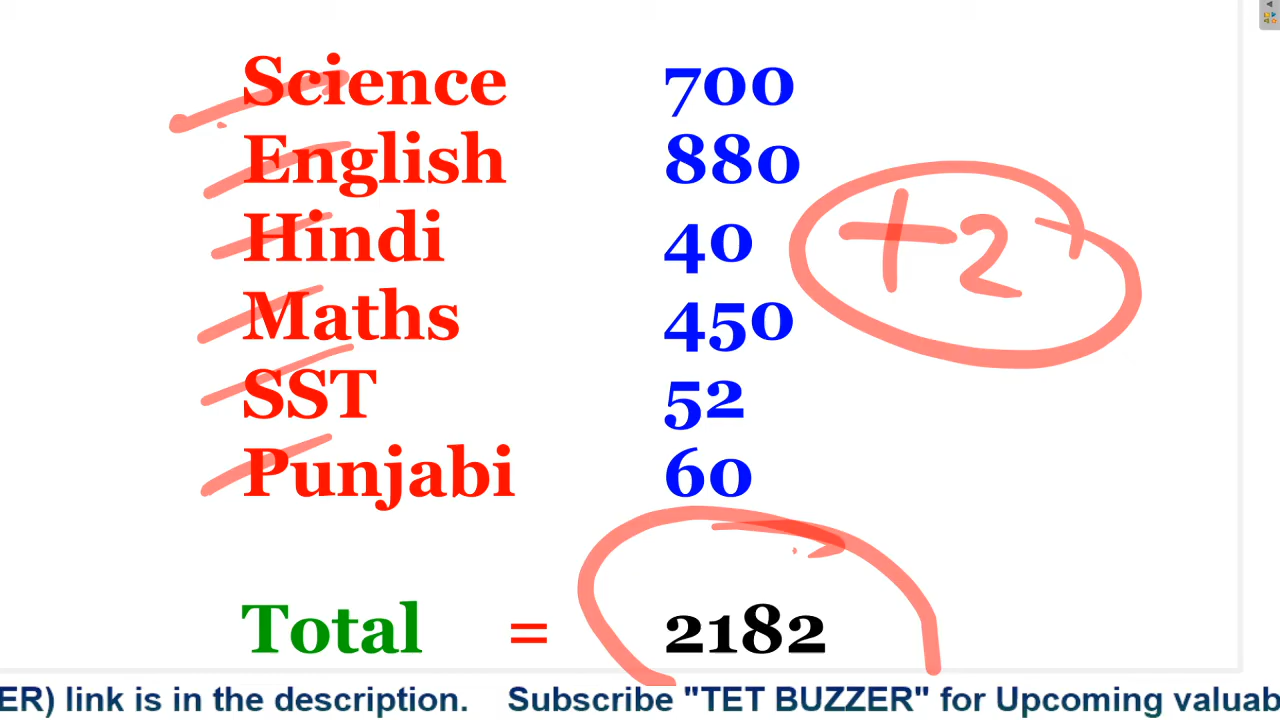 Science 700
English 880
Hindi 40
+2
Maths 450
SST 52
Punjabi 60
Total = 2182
ER) link is in the description. Subscribe "TET BUZZER" for Upcoming valuab